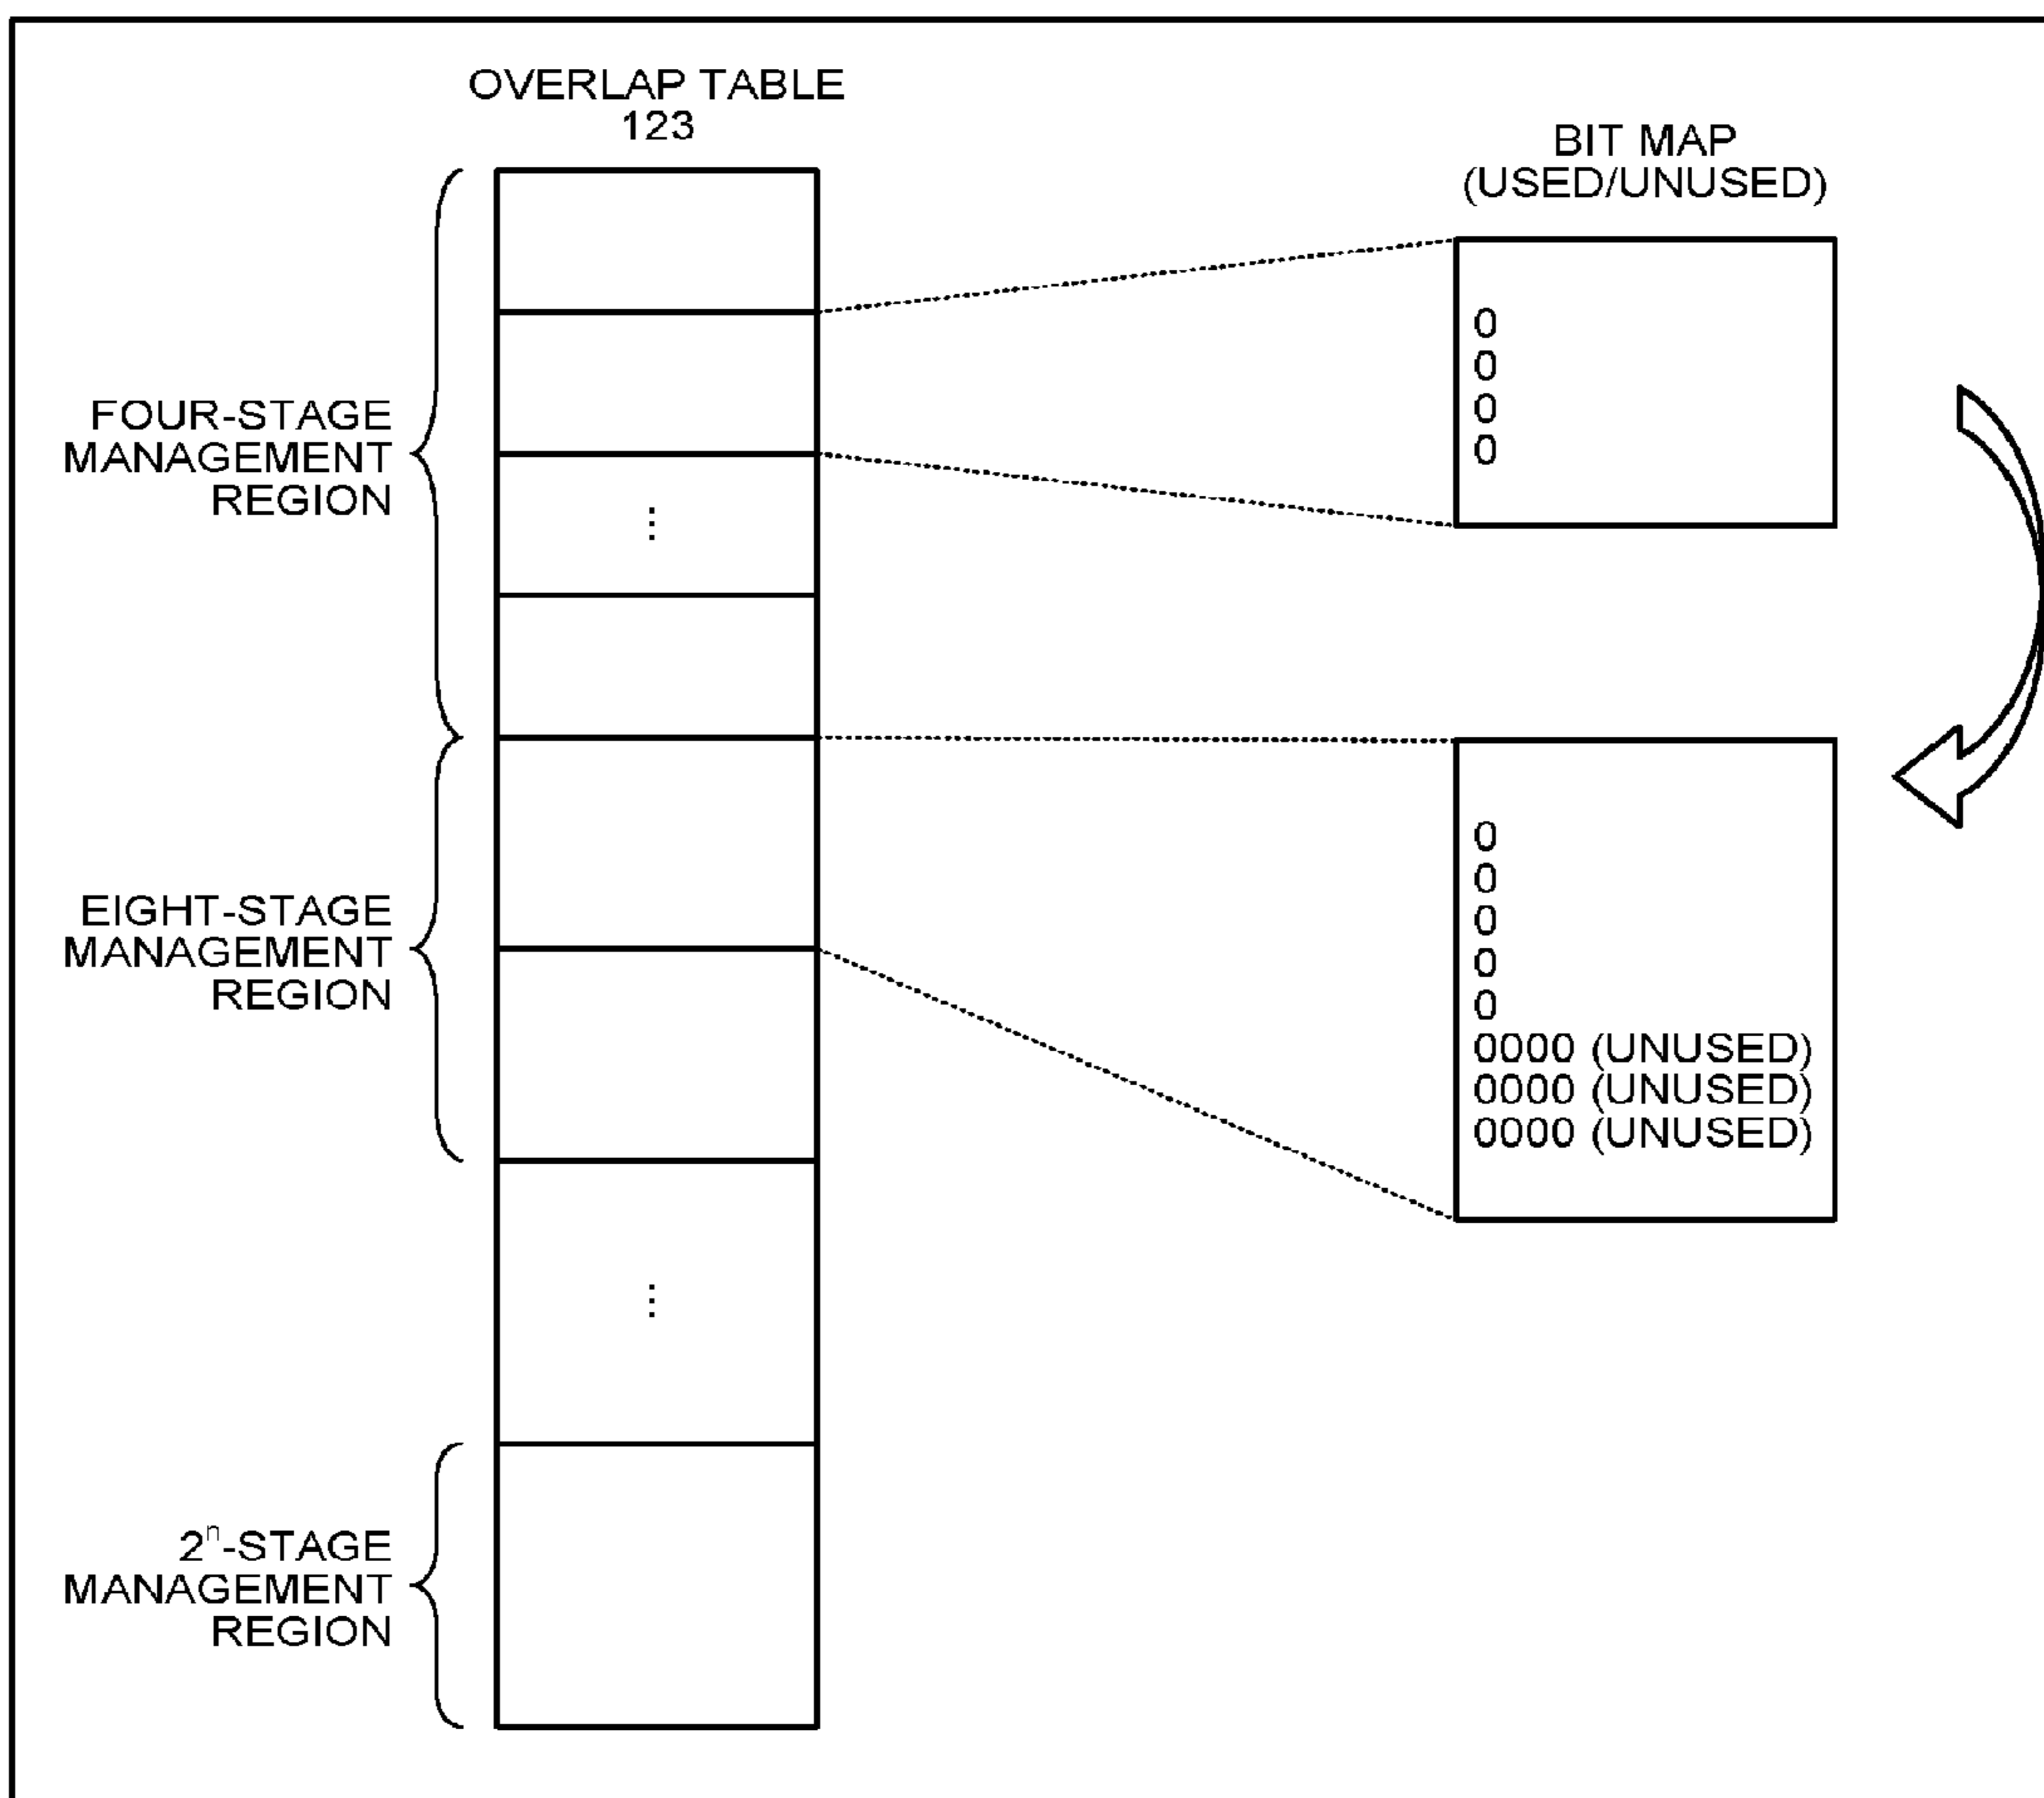 OVERLAP TABLE
123
BIT MAP
(USED/UNUSED)
0
0
0
0
FOUR-STAGE
MANAGEMENT
REGION
⋮
0
0
0
0
0
0000 (UNUSED)
0000 (UNUSED)
0000 (UNUSED)
EIGHT-STAGE
MANAGEMENT
REGION
⋮
2ⁿ-STAGE
MANAGEMENT
REGION